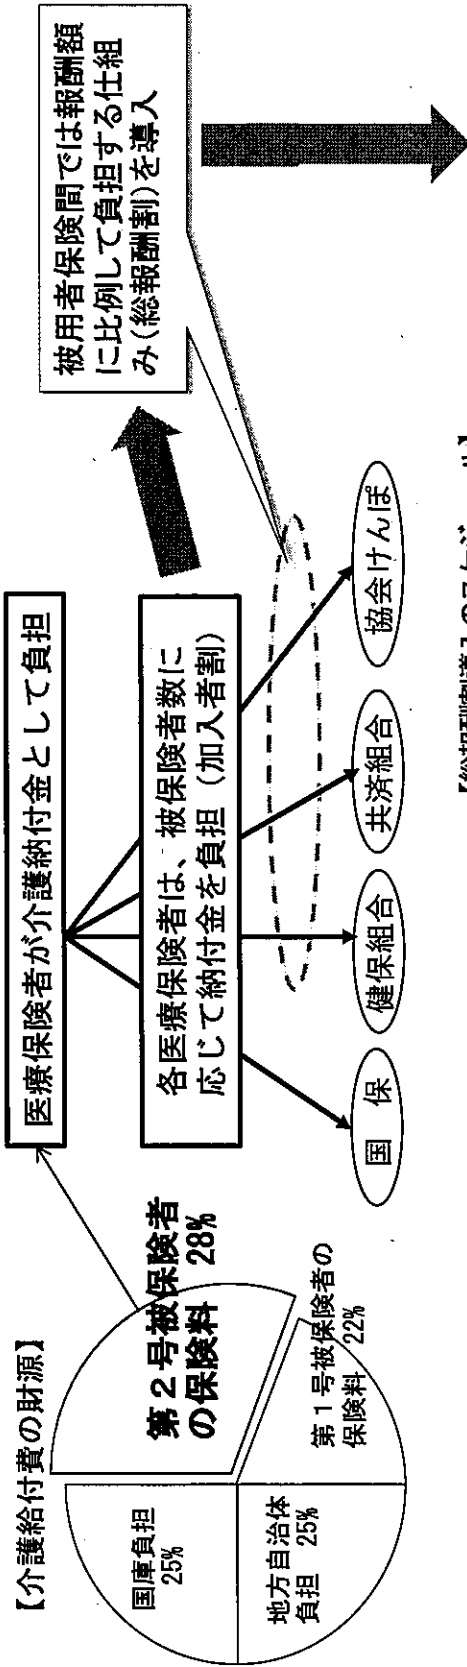 【介護給付費の財源】
国庫負担
25%
地方自治体
負担 25%
第2号被保険者
の保険料 28%
第1号被保険者の
保険料 22%
医療保険者が介護納付金として負担
各医療保険者は、被保険者数に
応じて納付金を負担（加入者割）
国 保
健保組合
共済組合
協会けんぽ
被用者保険間では報酬額
に比例して負担する仕組
み（総報酬割）を導入